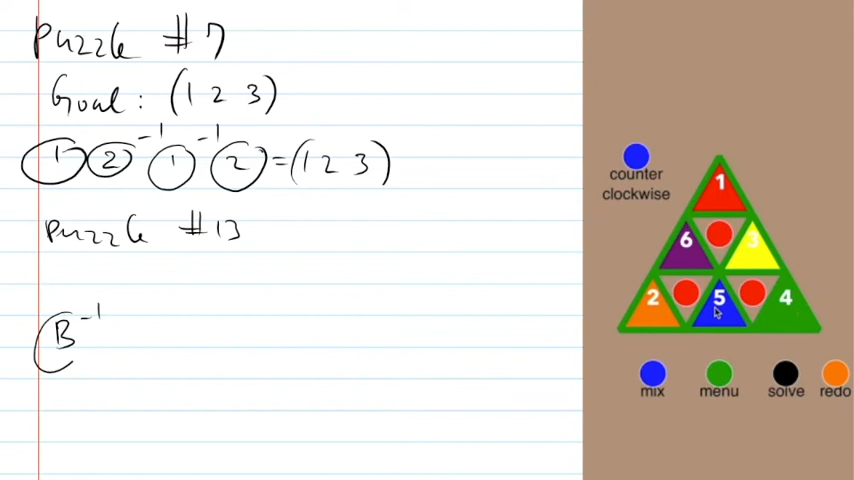 Puzzle #7
Goal: (1 2 3)
① ②⁻¹ ①⁻¹ ② = (1 2 3)
Puzzle #13
B⁻¹
counter
clockwise
1
6 3
2 5 4
mix menu solve redo